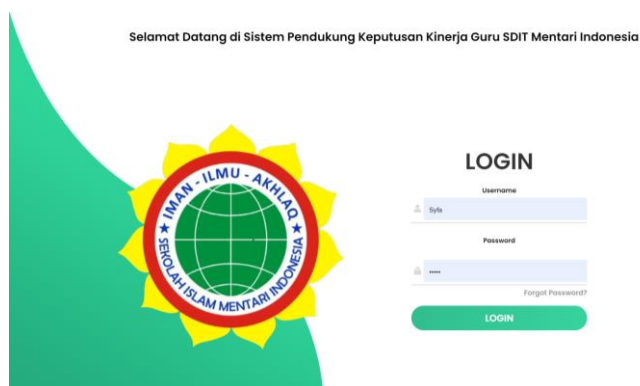 Selamat Datang di Sistem Pendukung Keputusan Kinerja Guru SDIT Mentari Indonesia
IMAN - ILMU - AKHLAQ
SEKOLAH ISLAM MENTARI INDONESIA
LOGIN
Username
Syfa
Password
•••••
Forgot Password?
LOGIN